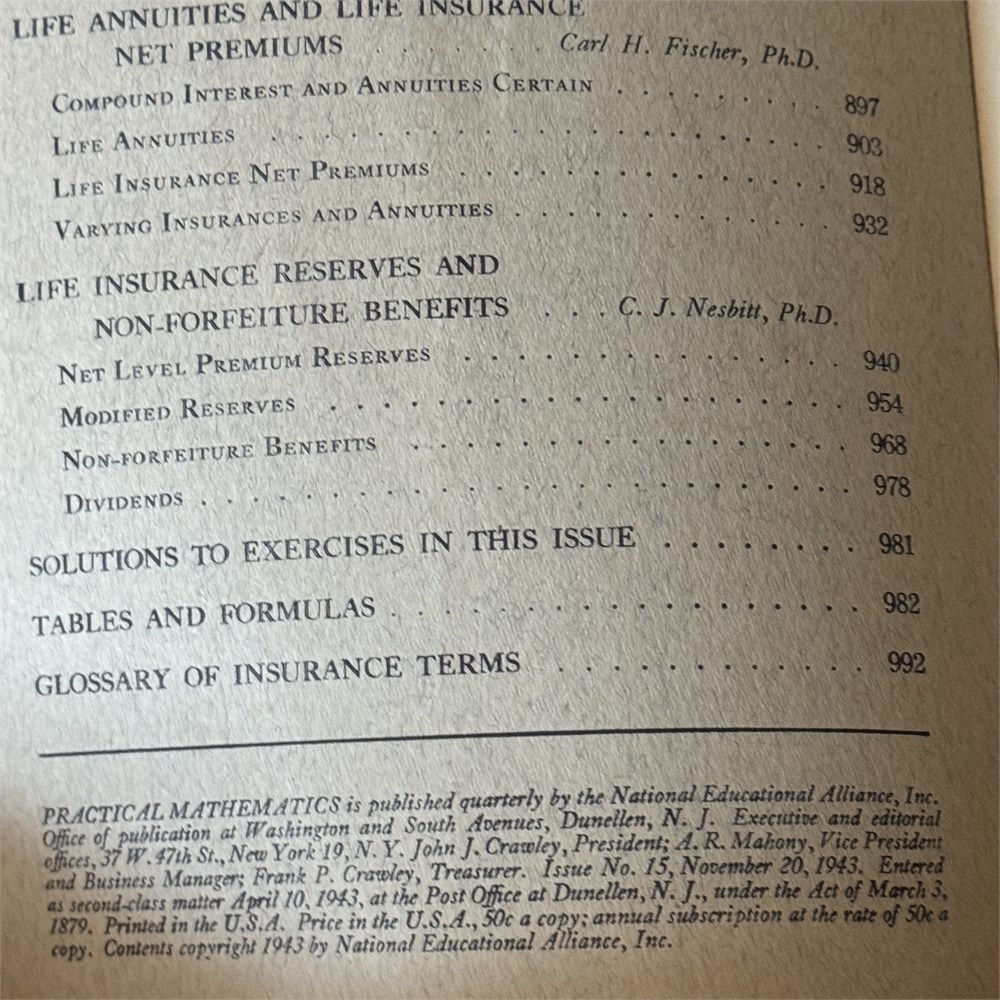 LIFE ANNUITIES AND LIFE INSURANCE
NET PREMIUMS . . . . . . . Carl H. Fischer, Ph.D.
COMPOUND INTEREST AND ANNUITIES CERTAIN . . . . . . . . . 897
LIFE ANNUITIES . . . . . . . . . . . . . . . . . . . . . 903
LIFE INSURANCE NET PREMIUMS . . . . . . . . . . . . . . 918
VARYING INSURANCES AND ANNUITIES . . . . . . . . . . . . 932
LIFE INSURANCE RESERVES AND
NON-FORFEITURE BENEFITS . . . C. J. Nesbitt, Ph.D.
NET LEVEL PREMIUM RESERVES . . . . . . . . . . . . . . 940
MODIFIED RESERVES . . . . . . . . . . . . . . . . . . . 954
NON-FORFEITURE BENEFITS . . . . . . . . . . . . . . . . 968
DIVIDENDS . . . . . . . . . . . . . . . . . . . . . . . . 978
SOLUTIONS TO EXERCISES IN THIS ISSUE . . . . . . . . 981
TABLES AND FORMULAS . . . . . . . . . . . . . . . . . . 982
GLOSSARY OF INSURANCE TERMS . . . . . . . . . . . . 992
PRACTICAL MATHEMATICS is published quarterly by the National Educational Alliance, Inc.
Office of publication at Washington and South Avenues, Dunellen, N. J. Executive and editorial
offices, 37 W. 47th St., New York 19, N. Y. John J. Crawley, President; A. R. Mahony, Vice President
and Business Manager; Frank P. Crawley, Treasurer. Issue No. 15, November 20, 1943. Entered
as second-class matter April 10, 1943, at the Post Office at Dunellen, N. J., under the Act of March 3,
1879. Printed in the U.S.A. Price in the U.S.A., 50c a copy; annual subscription at the rate of 50c a
copy. Contents copyright 1943 by National Educational Alliance, Inc.